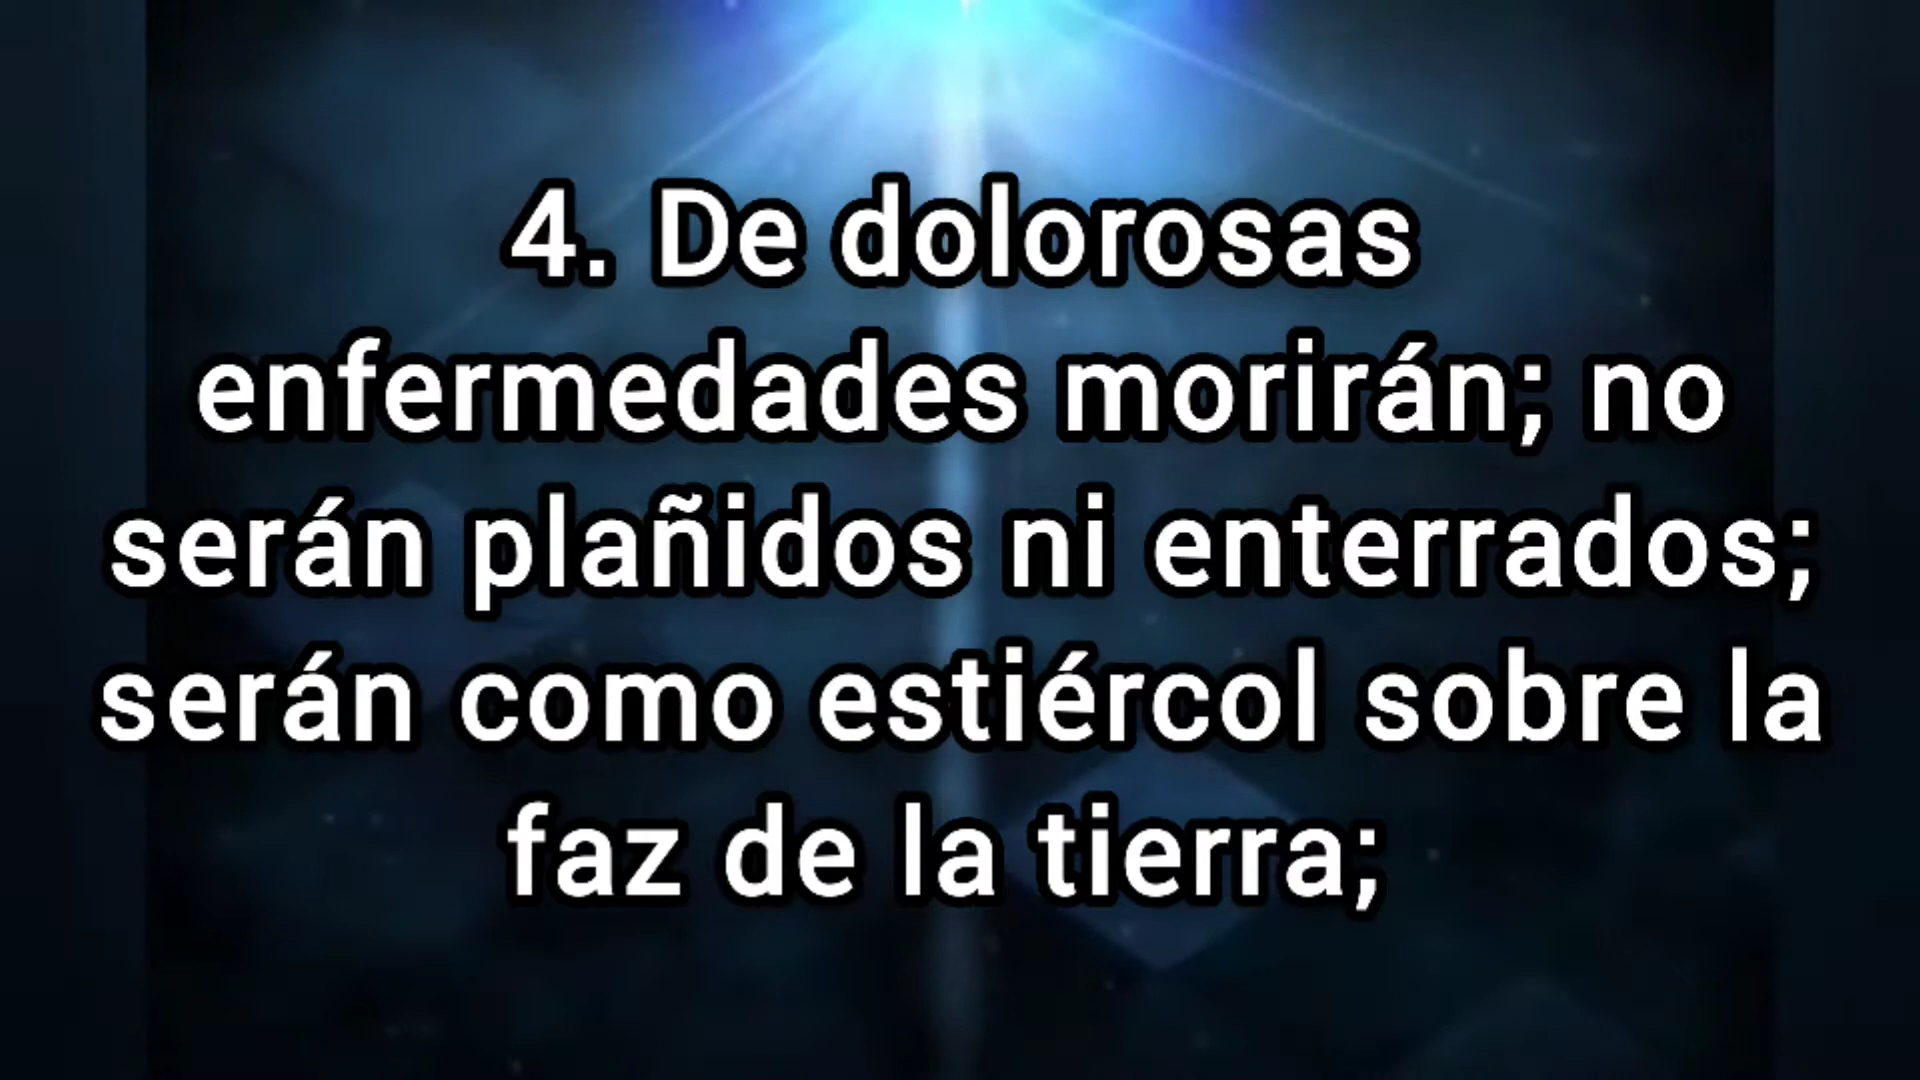 4. De dolorosas
enfermedades morirán; no
serán plañidos ni enterrados;
serán como estiércol sobre la
faz de la tierra;